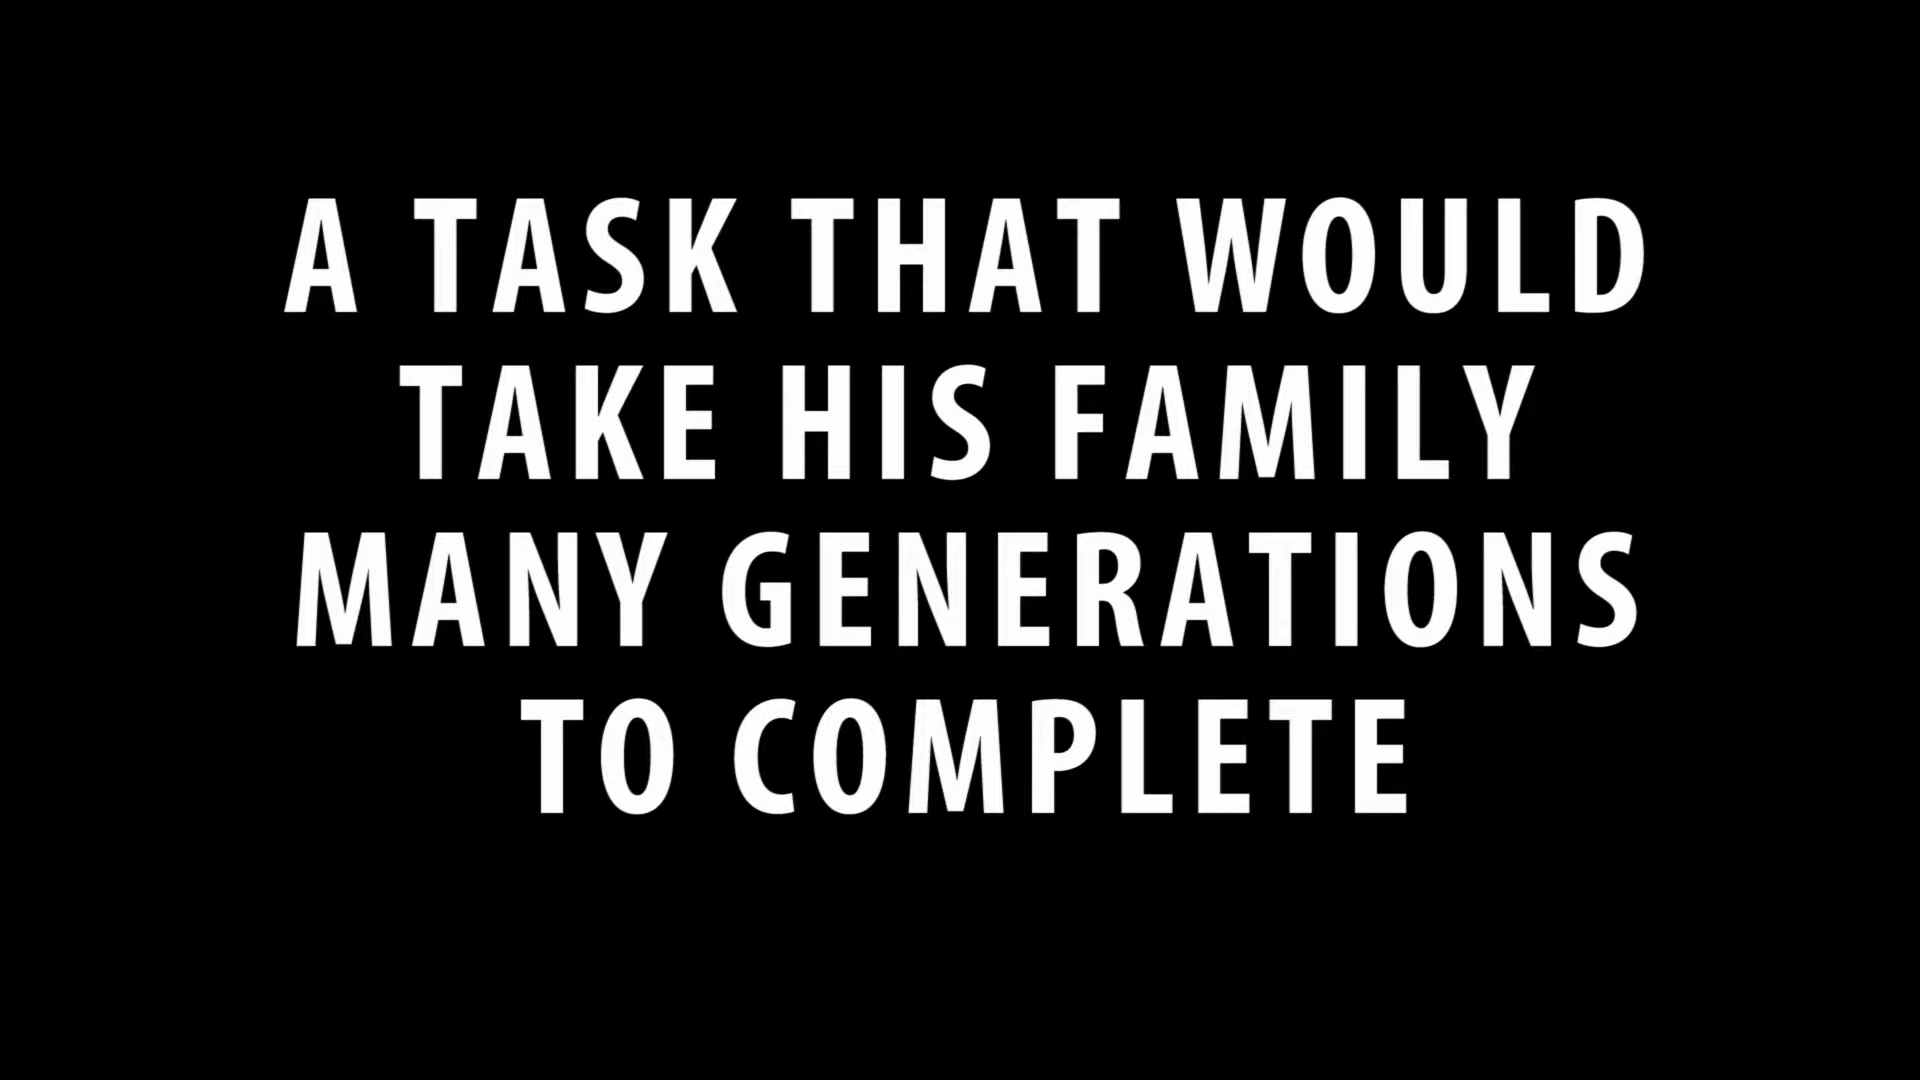 A TASK THAT WOULD
TAKE HIS FAMILY
MANY GENERATIONS
TO COMPLETE